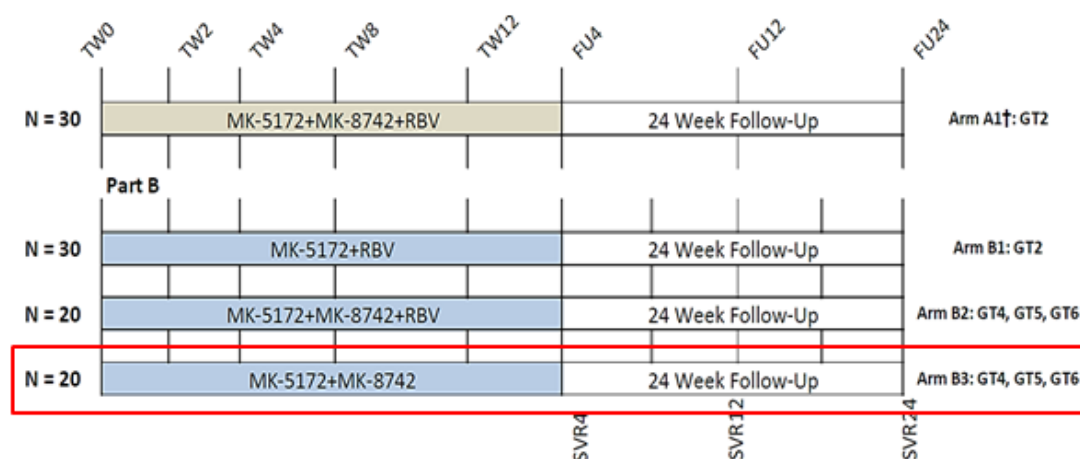 TW0 TW2 TW4 TW8 TW12 FU4 FU12 FU24
N = 30 MK-5172+MK-8742+RBV 24 Week Follow-Up Arm A1†: GT2
Part B
N = 30 MK-5172+RBV 24 Week Follow-Up Arm B1: GT2
N = 20 MK-5172+MK-8742+RBV 24 Week Follow-Up Arm B2: GT4, GT5, GT6
N = 20 MK-5172+MK-8742 24 Week Follow-Up Arm B3: GT4, GT5, GT6
SVR4 SVR12 SVR24